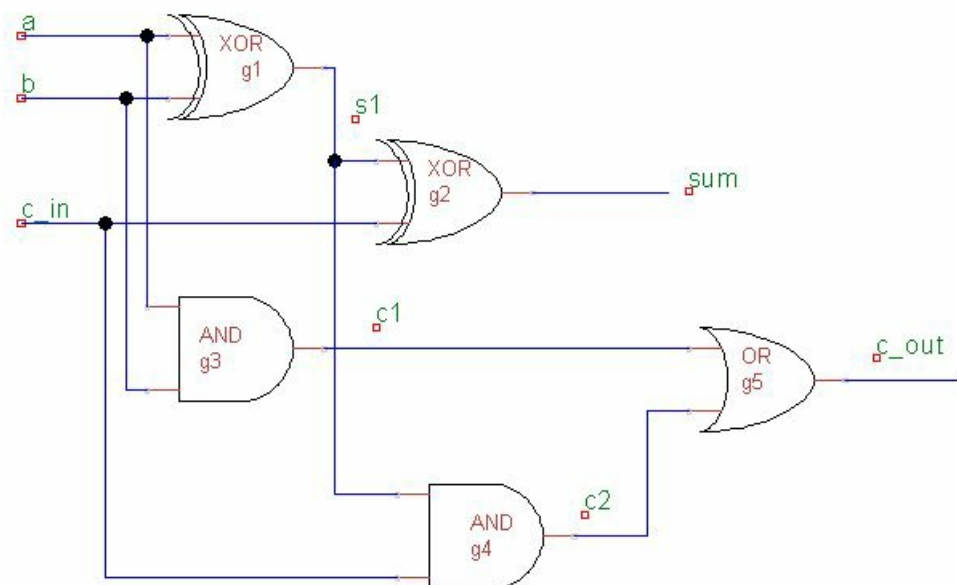 a
XOR
g1
b
s1
XOR
g2
sum
c_in
c1
AND
g3
OR
g5
c_out
c2
AND
g4